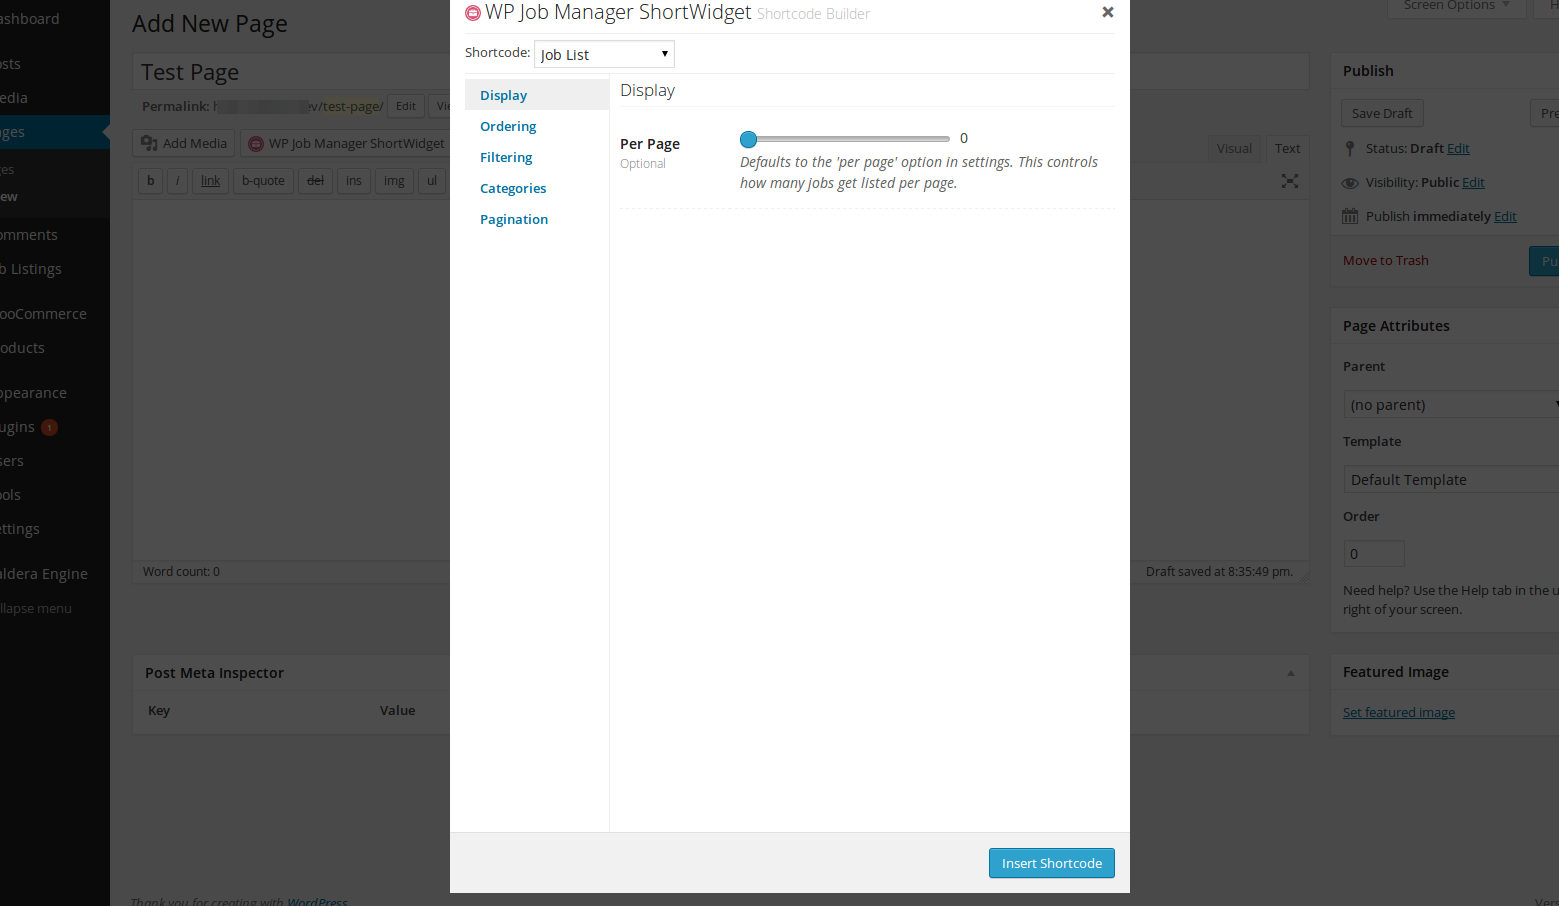 ashboard
osts
edia
ages
ges
ew
omments
b Listings
ooCommerce
oducts
ppearance
ugins 1
sers
ools
ettings
aldera Engine
llapse menu
Add New Page
Screen Options
H
Test Page
Permalink: h v/test-page/ Edit Vie
Add Media WP Job Manager ShortWidget
Visual Text
b i link b-quote del ins img ul
Word count: 0
Draft saved at 8:35:49 pm.
Post Meta Inspector
Key Value
Thank you for creating with WordPress
Vers
WP Job Manager ShortWidget Shortcode Builder
Shortcode: Job List
Display
Ordering
Filtering
Categories
Pagination
Display
Per Page
Optional
0
Defaults to the 'per page' option in settings. This controls
how many jobs get listed per page.
Insert Shortcode
Publish
Save Draft Pre
Status: Draft Edit
Visibility: Public Edit
Publish immediately Edit
Move to Trash Pu
Page Attributes
Parent
(no parent)
Template
Default Template
Order
0
Need help? Use the Help tab in the u
right of your screen.
Featured Image
Set featured image